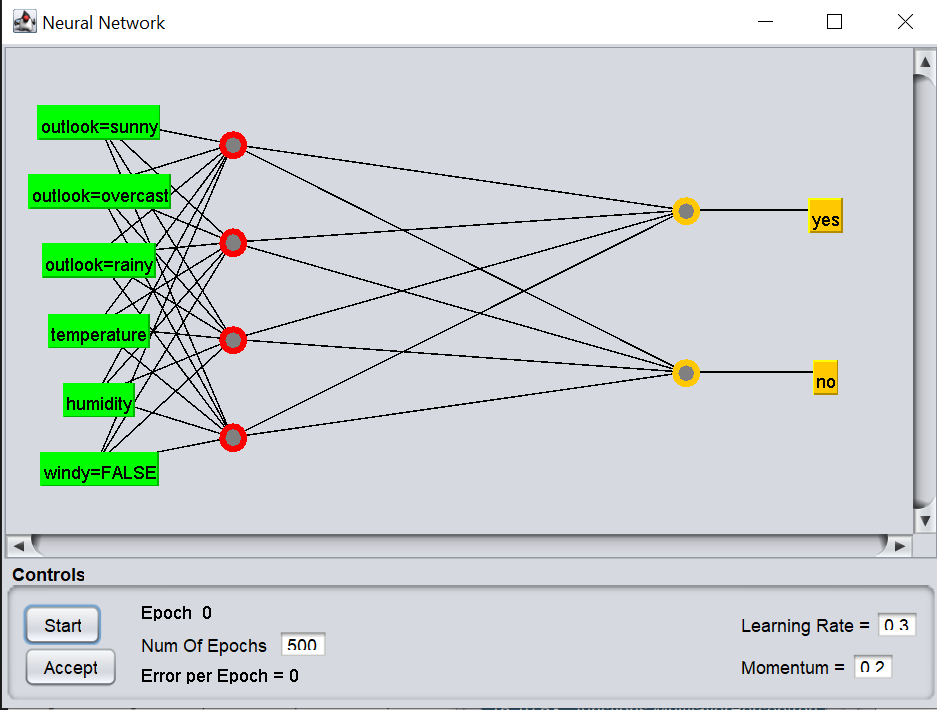 Neural Network
outlook=sunny
outlook=overcast
outlook=rainy
temperature
humidity
windy=FALSE
yes
no
Controls
Start
Accept
Epoch 0
Num Of Epochs 500
Error per Epoch = 0
Learning Rate = 0.3
Momentum = 0.2